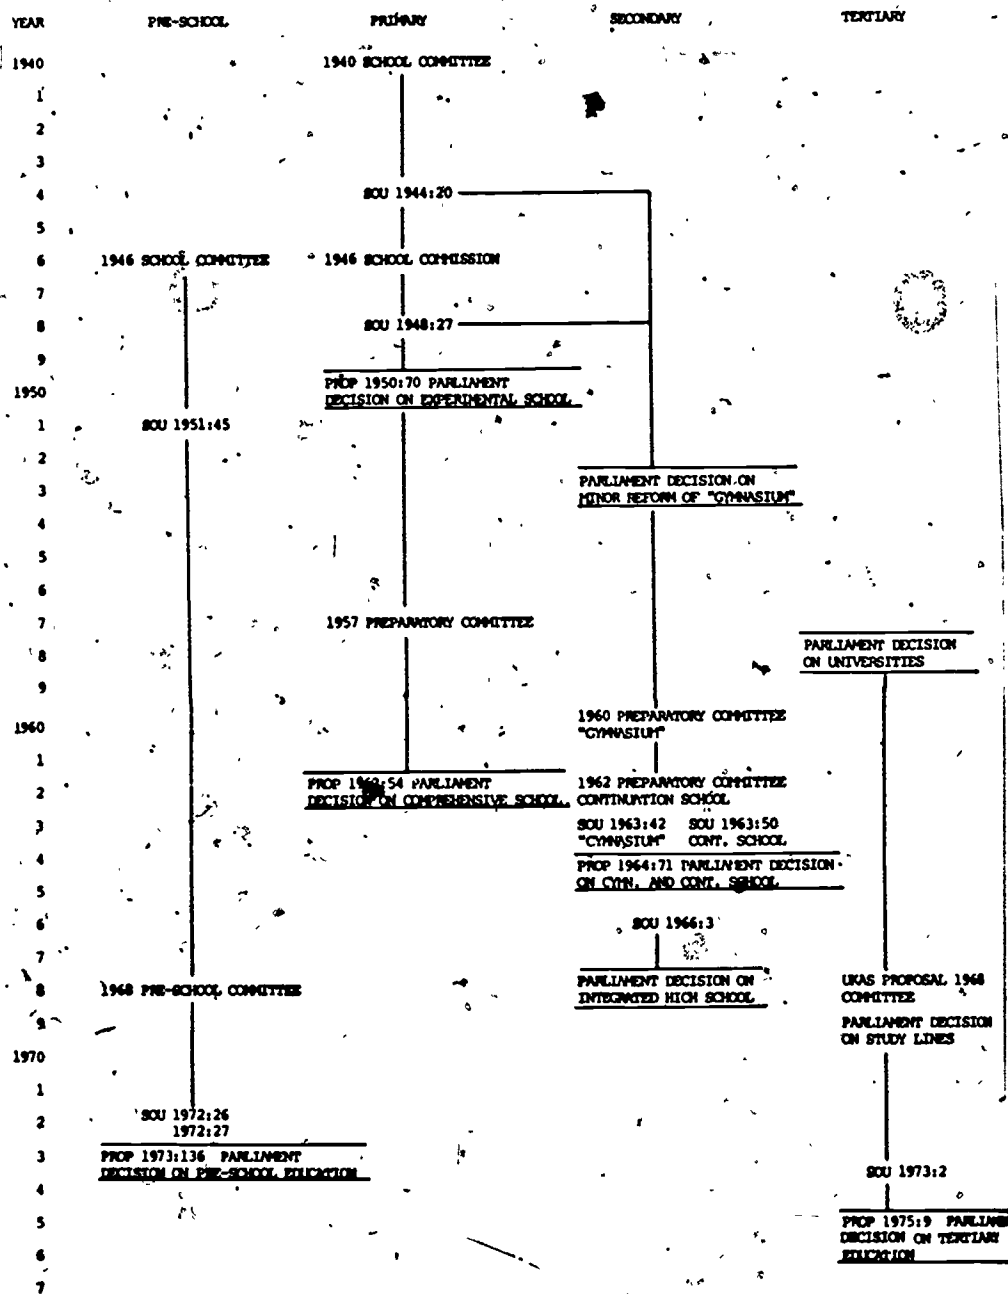 YEAR PRE-SCHOOL PRIMARY SECONDARY TERTIARY
1940 1940 SCHOOL COMMITTEE
1
2
3
4 SOU 1944:20
5
6 1946 SCHOOL COMMITTEE 1946 SCHOOL COMMISSION
7
8 SOU 1948:27
9
PROP 1950:70 PARLIAMENT
1950
DECISION ON EXPERIMENTAL SCHOOL
1 SOU 1951:45
2
PARLIAMENT DECISION ON
3
MINOR REFORM OF "GYMNASIUM"
4
5
6
7 1957 PREPARATORY COMMITTEE
PARLIAMENT DECISION
8
ON UNIVERSITIES
9
1960 PREPARATORY COMMITTEE
1960
"GYMNASIUM"
1
PROP 1962:54 PARLIAMENT 1962 PREPARATORY COMMITTEE
2
DECISION ON COMPREHENSIVE SCHOOL. CONTINUATION SCHOOL
3 SOU 1963:42 SOU 1963:50
"GYMNASIUM" CONT. SCHOOL
4
PROP 1964:71 PARLIAMENT DECISION
5
ON GYMN. AND CONT. SCHOOL
6 SOU 1966:3
7
PARLIAMENT DECISION ON UKAS PROPOSAL 1968
8 1968 PRE-SCHOOL COMMITTEE
INTEGRATED HIGH SCHOOL COMMITTEE
9 PARLIAMENT DECISION
ON STUDY LINES
1970
1
SOU 1972:26
2
1972:27
3 PROP 1973:136 PARLIAMENT
DECISION ON PRE-SCHOOL EDUCATION SOU 1973:2
4
5 PROP 1975:9 PARLIAME
DECISION ON TERTIARY
6 EDUCATION
7